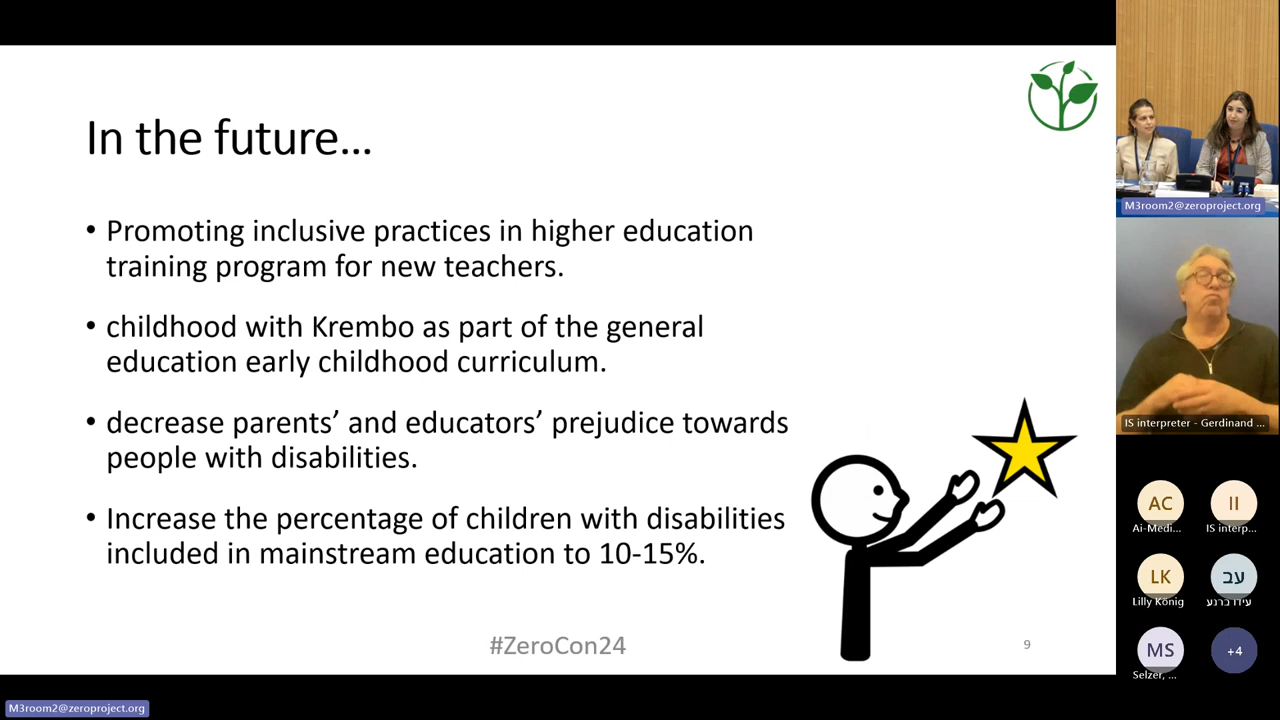 In the future…
• Promoting inclusive practices in higher education
training program for new teachers.
• childhood with Krembo as part of the general
education early childhood curriculum.
• decrease parents’ and educators’ prejudice towards
people with disabilities.
• Increase the percentage of children with disabilities
included in mainstream education to 10-15%.
#ZeroCon24
9
M3room2@zeroproject.org
M3room2@zeroproject.org
IS interpreter - Gerdinand ...
AC
Ai-Medi...
II
IS interp...
LK
Lilly König
עב
עידו ברנע
MS
Selzer, ...
+4